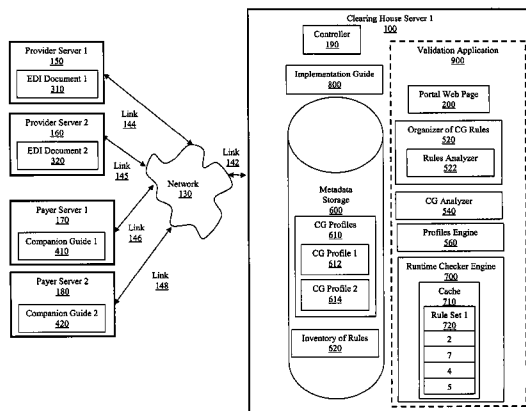 Provider Server 1
150
EDI Document 1
310
Provider Server 2
160
EDI Document 2
320
Payer Server 1
170
Companion Guide 1
410
Payer Server 2
180
Companion Guide 2
420
Link
144
Link
145
Link
146
Link
148
Network
130
Link
142
Clearing House Server 1
100
Controller
190
Implementation Guide
800
Metadata
Storage
600
CG Profiles
610
CG Profile 1
612
CG Profile 2
614
Inventory of Rules
620
Validation Application
900
Portal Web Page
200
Organizer of CG Rules
520
Rules Analyzer
522
CG Analyzer
540
Profiles Engine
560
Runtime Checker Engine
700
Cache
710
Rule Set 1
720
2
7
4
5